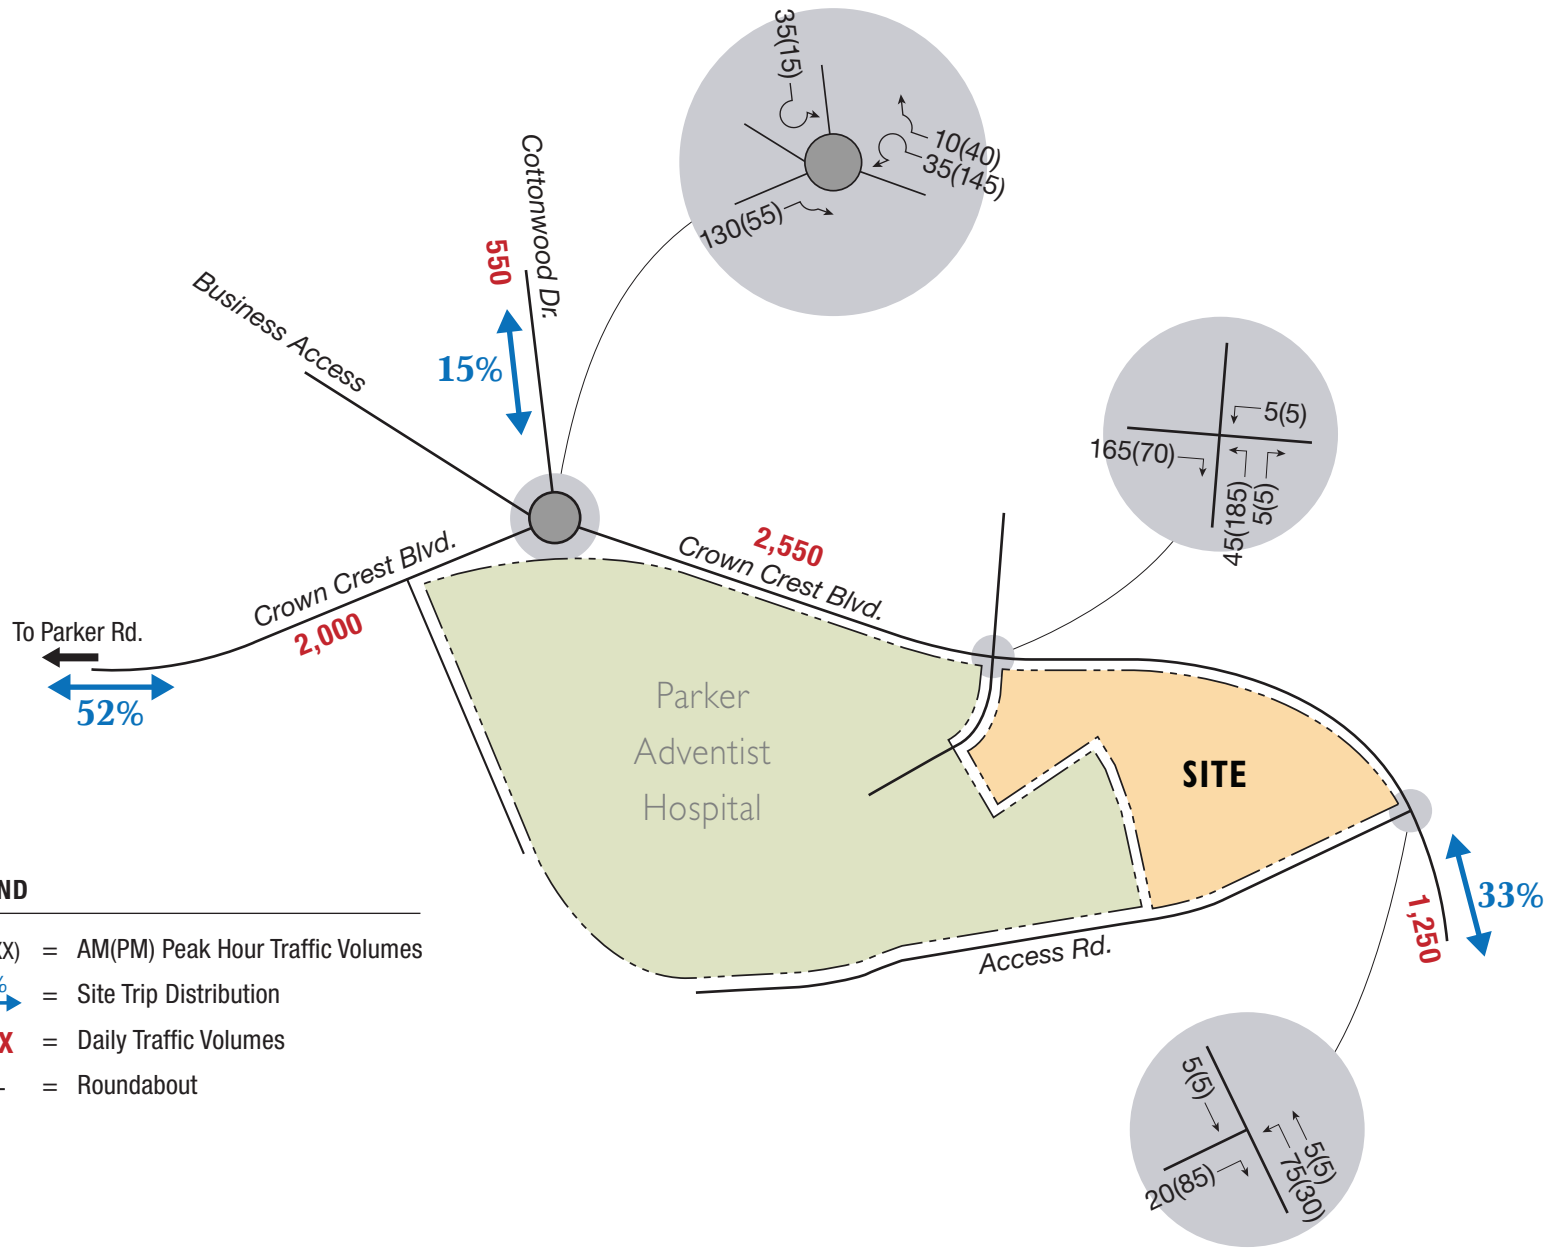 35(15)
10(40)
35(145)
130(55)
Cottonwood Dr.
550
15%
Business Access
5(5)
165(70)
45(185)
5(5)
Crown Crest Blvd.
2,000
2,550
Crown Crest Blvd.
To Parker Rd.
52%
Parker
Adventist
Hospital
SITE
33%
1,250
Access Rd.
5(5)
20(85)
5(5)
75(30)
ND
X) = AM(PM) Peak Hour Traffic Volumes
% = Site Trip Distribution
X = Daily Traffic Volumes
= Roundabout